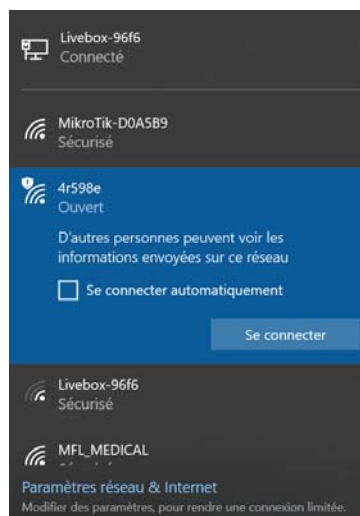 Livebox-96f6
Connecté
MikroTik-D0A5B9
Sécurisé
4r598e
Ouvert
D'autres personnes peuvent voir les
informations envoyées sur ce réseau
Se connecter automatiquement
Se connecter
Livebox-96f6
Sécurisé
MFL_MEDICAL
Paramètres réseau & Internet
Modifier des paramètres, pour rendre une connexion limitée.